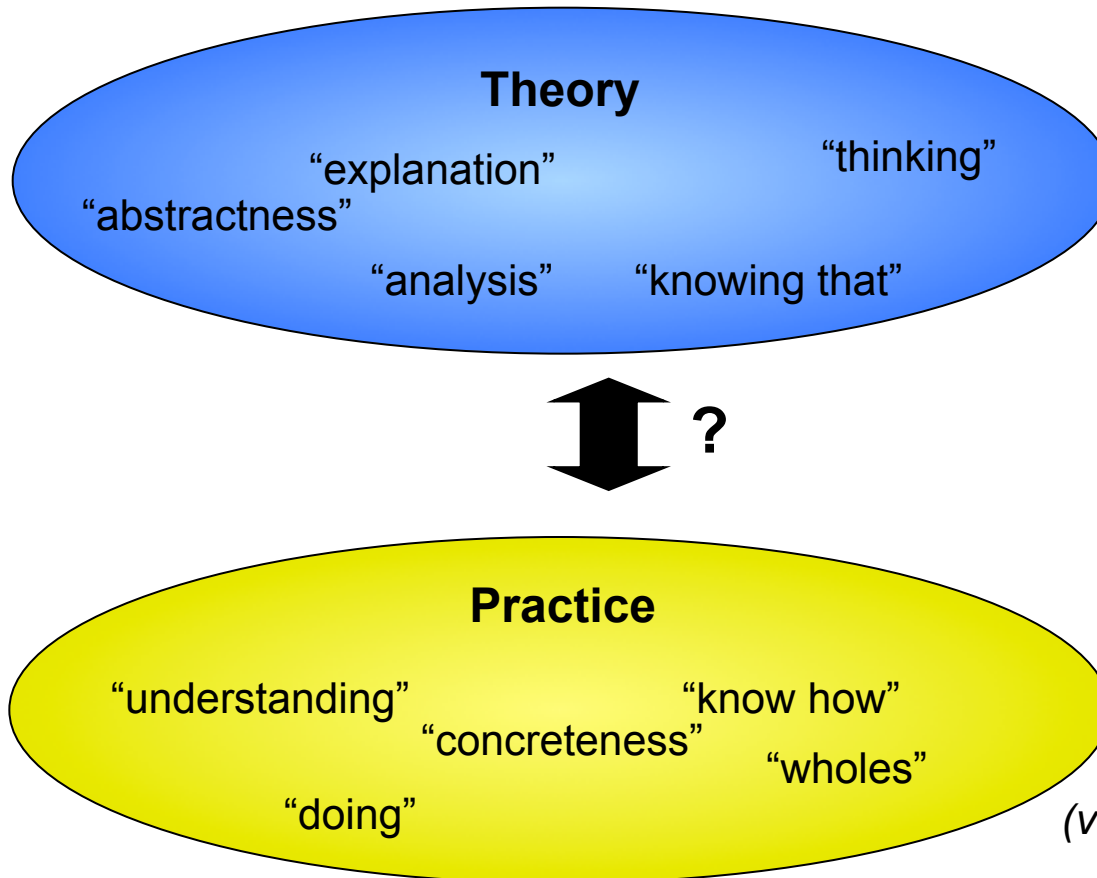 Theory
“explanation”
“thinking”
“abstractness”
“analysis”
“knowing that”
?
Practice
“understanding”
“know how”
“concreteness”
“wholes”
“doing”
(v